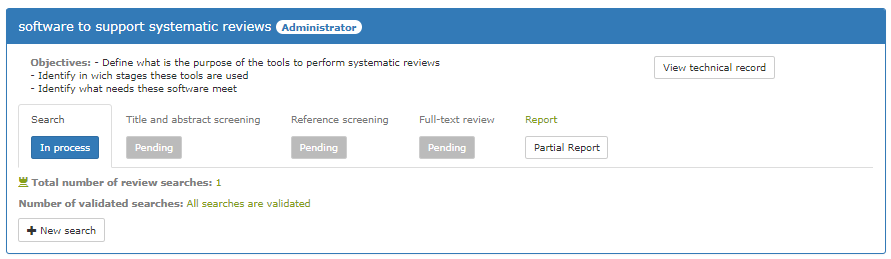 software to support systematic reviews Administrator
Objectives: - Define what is the purpose of the tools to perform systematic reviews
- Identify in wich stages these tools are used
- Identify what needs these software meet
View technical record
Search Title and abstract screening Reference screening Full-text review Report
In process Pending Pending Pending Partial Report
Total number of review searches: 1
Number of validated searches: All searches are validated
+ New search